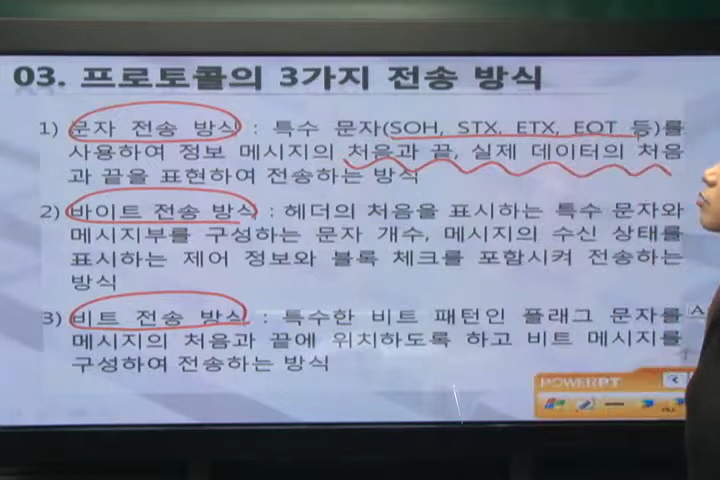 03. 프로토콜의 3가지 전송 방식
1) 문자 전송 방식 : 특수 문자(SOH, STX, ETX, EOT 등)를
사용하여 정보 메시지의 처음과 끝, 실제 데이터의 처음
과 끝을 표현하여 전송하는 방식
2) 바이트 전송 방식 : 헤더의 처음을 표시하는 특수 문자와
메시지부를 구성하는 문자 개수, 메시지의 수신 상태를
표시하는 제어 정보와 블록 체크를 포함시켜 전송하는
방식
3) 비트 전송 방식 : 특수한 비트 패턴인 플래그 문자를
메시지의 처음과 끝에 위치하도록 하고 비트 메시지를
구성하여 전송하는 방식
A
POWERPT